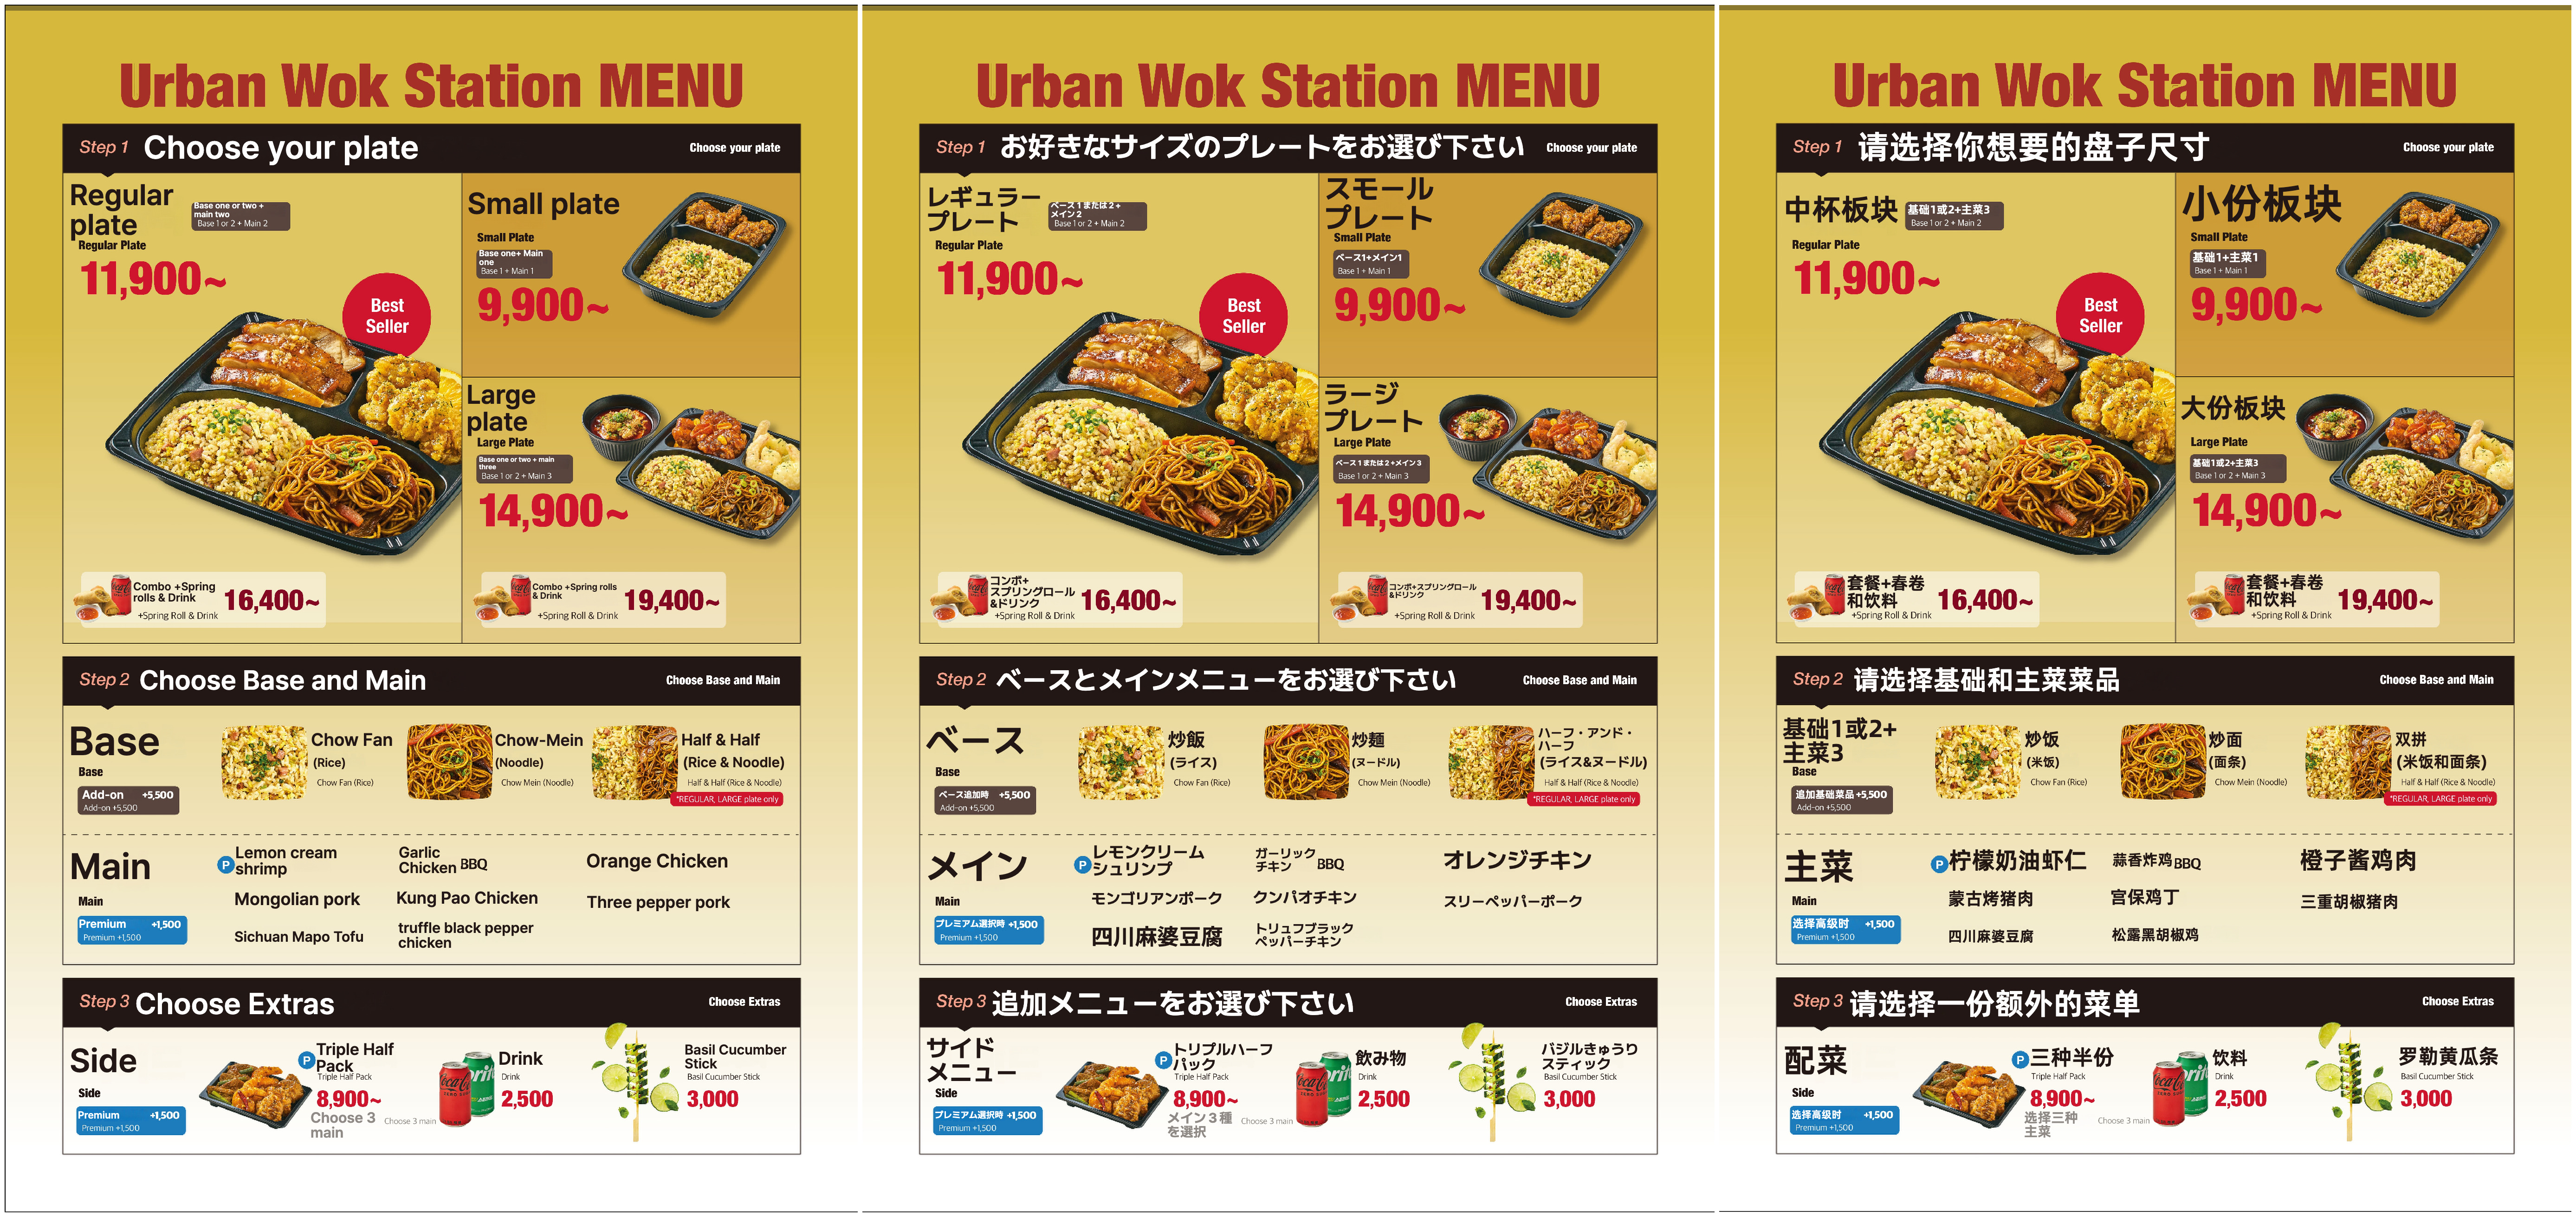 Urban Wok Station MENU
Step 1 Choose your plate Choose your plate
Regular
plate
Base one or two +
main two
Base 1 or 2 + Main 2
Regular Plate
11,900~
Best
Seller
Combo +Spring
rolls & Drink
+Spring Roll & Drink
16,400~
Small plate
Small Plate
Base one+ Main
one
Base 1 + Main 1
9,900~
Large
plate
Large Plate
Base one or two + main
three
Base 1 or 2 + Main 3
14,900~
Combo +Spring rolls
& Drink
+Spring Roll & Drink
19,400~
Step 2 Choose Base and Main Choose Base and Main
Base
Base
Add-on +5,500
Add-on +5,500
Chow Fan
(Rice)
Chow Fan (Rice)
Chow-Mein
(Noodle)
Chow Mein (Noodle)
Half & Half
(Rice & Noodle)
Half & Half (Rice & Noodle)
*REGULAR, LARGE plate only
Main
Main
Premium +1,500
Premium +1,500
P Lemon cream
shrimp
Garlic
Chicken BBQ
Orange Chicken
Mongolian pork
Kung Pao Chicken
Three pepper pork
Sichuan Mapo Tofu
truffle black pepper
chicken
Step 3 Choose Extras Choose Extras
Side
Side
Premium +1,500
Premium +1,500
P Triple Half
Pack
Triple Half Pack
8,900~
Choose 3
main
Choose 3 main
Drink
Drink
2,500
Basil Cucumber
Stick
Basil Cucumber Stick
3,000
Urban Wok Station MENU
Step 1 お好きなサイズのプレートをお選び下さい Choose your plate
レギュラー
プレート
ベース1または2+
メイン2
Base 1 or 2 + Main 2
Regular Plate
11,900~
Best
Seller
コンボ+
スプリングロール
&ドリンク
+Spring Roll & Drink
16,400~
スモール
プレート
Small Plate
ベース1+メイン1
Base 1 + Main 1
9,900~
ラージ
プレート
Large Plate
ベース1または2+メイン3
Base 1 or 2 + Main 3
14,900~
コンボ+スプリングロール
&ドリンク
+Spring Roll & Drink
19,400~
Step 2 ベースとメインメニューをお選び下さい Choose Base and Main
ベース
Base
ベース追加時 +5,500
Add-on +5,500
炒飯
(ライス)
Chow Fan (Rice)
炒麺
(ヌードル)
Chow Mein (Noodle)
ハーフ・アンド・
ハーフ
(ライス&ヌードル)
Half & Half (Rice & Noodle)
*REGULAR, LARGE plate only
メイン
Main
プレミアム選択時 +1,500
Premium +1,500
P レモンクリーム
シュリンプ
ガーリック
チキン BBQ
オレンジチキン
モンゴリアンポーク
クンパオチキン
スリーペッパーポーク
四川麻婆豆腐
トリュフブラック
ペッパーチキン
Step 3 追加メニューをお選び下さい Choose Extras
サイド
メニュー
Side
プレミアム選択時 +1,500
Premium +1,500
P トリプルハーフ
パック
Triple Half Pack
8,900~
メイン3種
を選択
Choose 3 main
飲み物
Drink
2,500
バジルきゅうり
スティック
Basil Cucumber Stick
3,000
Urban Wok Station MENU
Step 1 请选择你想要的盘子尺寸 Choose your plate
中杯板块
基础1或2+主菜3
Base 1 or 2 + Main 2
Regular Plate
11,900~
Best
Seller
套餐+春卷
和饮料
+Spring Roll & Drink
16,400~
小份板块
Small Plate
基础1+主菜1
Base 1 + Main 1
9,900~
大份板块
Large Plate
基础1或2+主菜3
Base 1 or 2 + Main 3
14,900~
套餐+春卷
和饮料
+Spring Roll & Drink
19,400~
Step 2 请选择基础和主菜菜品 Choose Base and Main
基础1或2+
主菜3
Base
追加基础菜品 +5,500
Add-on +5,500
炒饭
(米饭)
Chow Fan (Rice)
炒面
(面条)
Chow Mein (Noodle)
双拼
(米饭和面条)
Half & Half (Rice & Noodle)
*REGULAR, LARGE plate only
主菜
Main
选择高级时 +1,500
Premium +1,500
P 柠檬奶油虾仁
蒜香炸鸡 BBQ
橙子酱鸡肉
蒙古烤猪肉
宫保鸡丁
三重胡椒猪肉
四川麻婆豆腐
松露黑胡椒鸡
Step 3 请选择一份额外的菜单 Choose Extras
配菜
Side
选择高级时 +1,500
Premium +1,500
P 三种半份
Triple Half Pack
8,900~
选择三种
主菜
Choose 3 main
饮料
Drink
2,500
罗勒黄瓜条
Basil Cucumber Stick
3,000